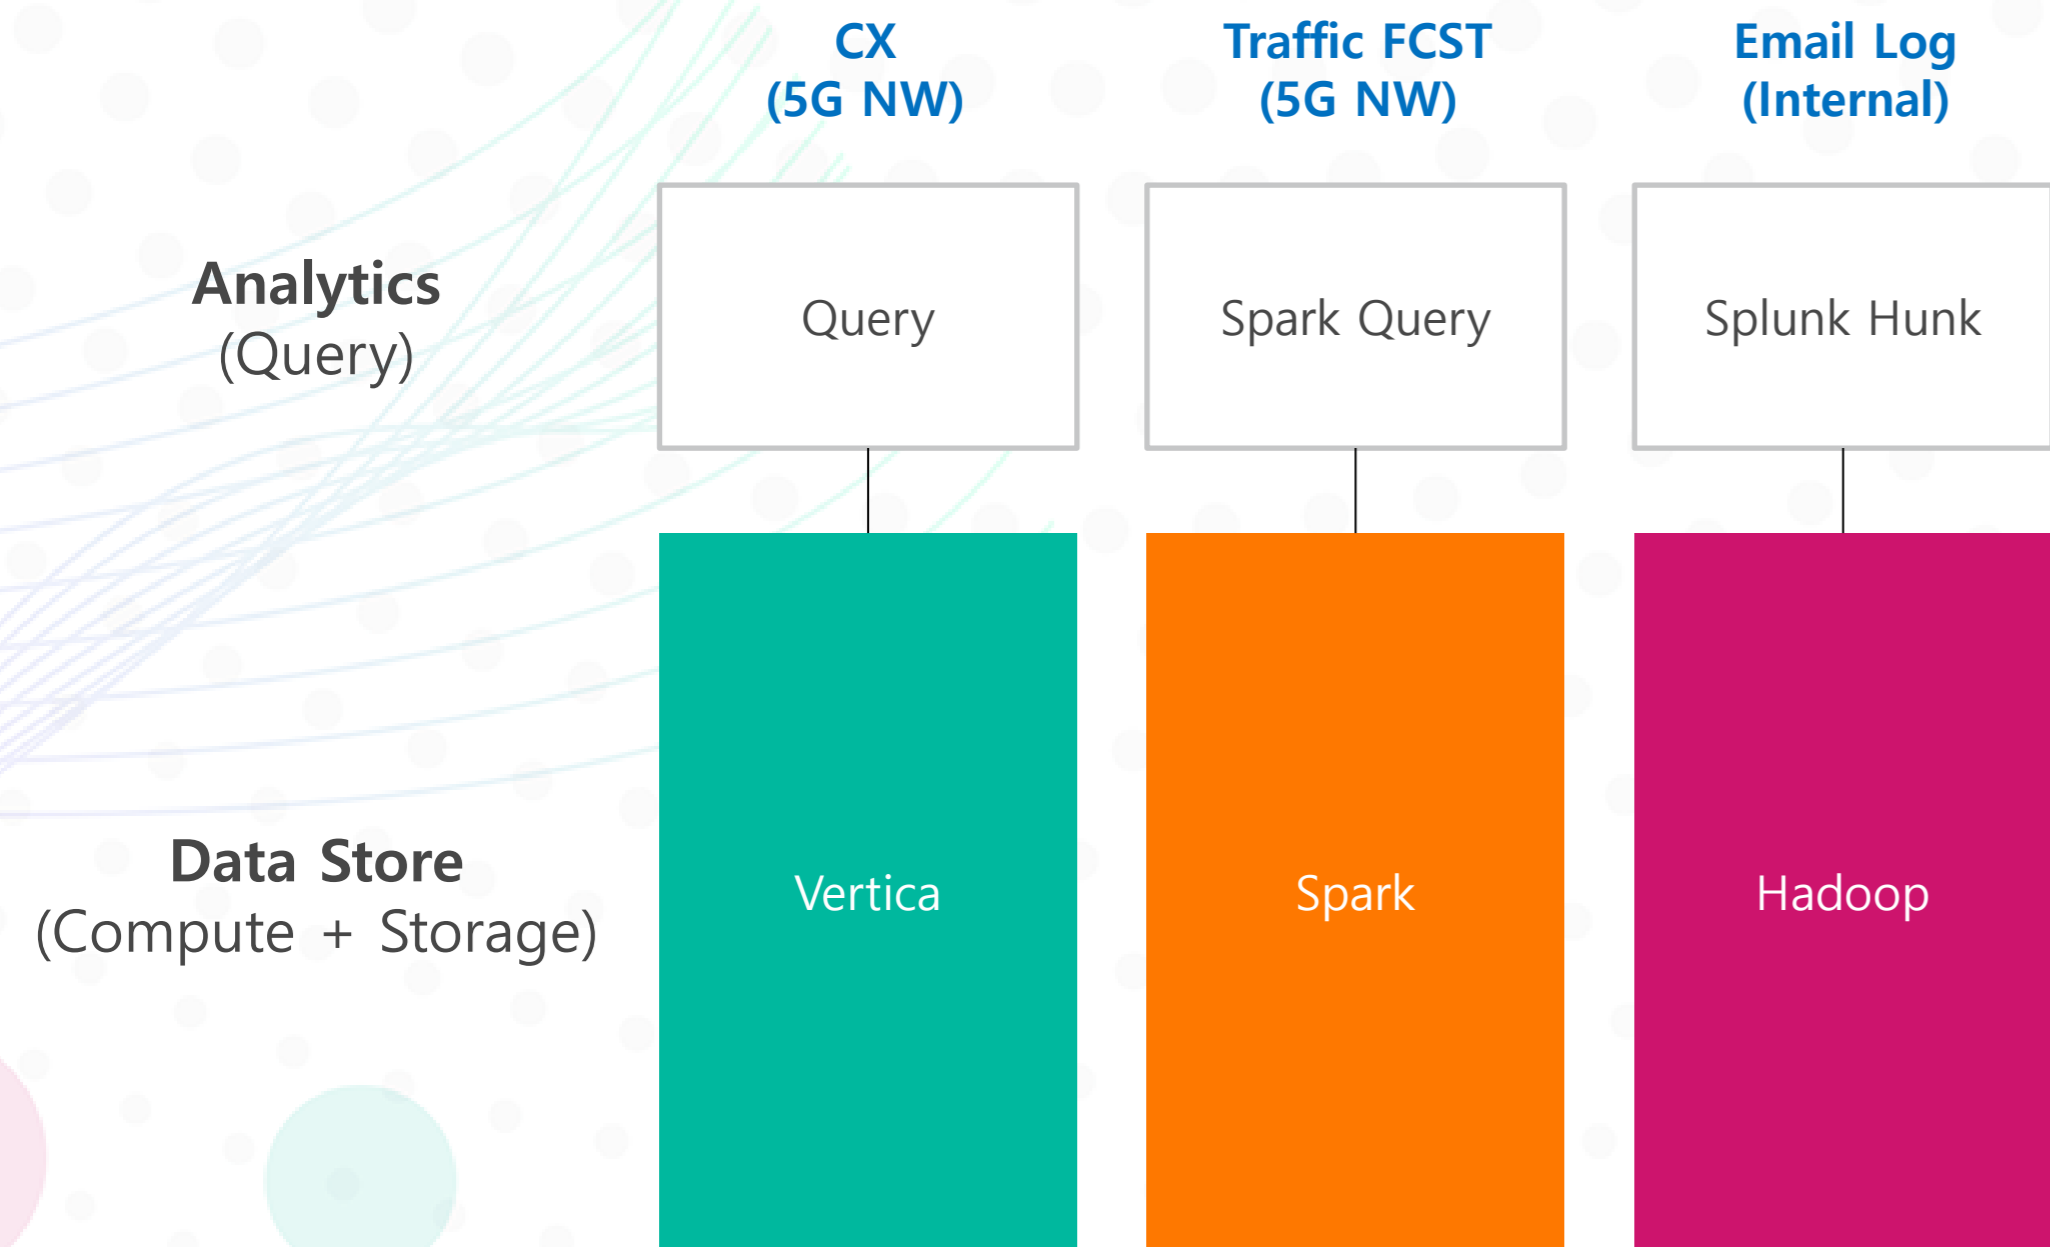 CX
(5G NW)
Traffic FCST
(5G NW)
Email Log
(Internal)
Analytics
(Query)
Query
Spark Query
Splunk Hunk
Data Store
(Compute + Storage)
Vertica
Spark
Hadoop